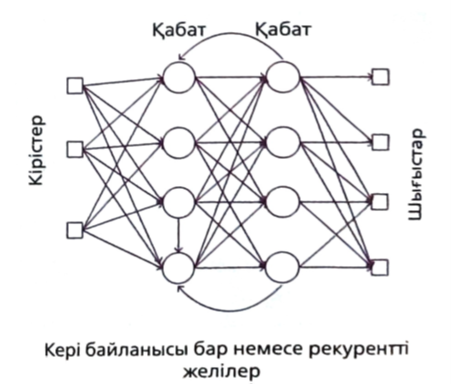 Қабат Қабат
Кірістер
Шығыстар
Кері байланысы бар немесе рекурентті
желілер